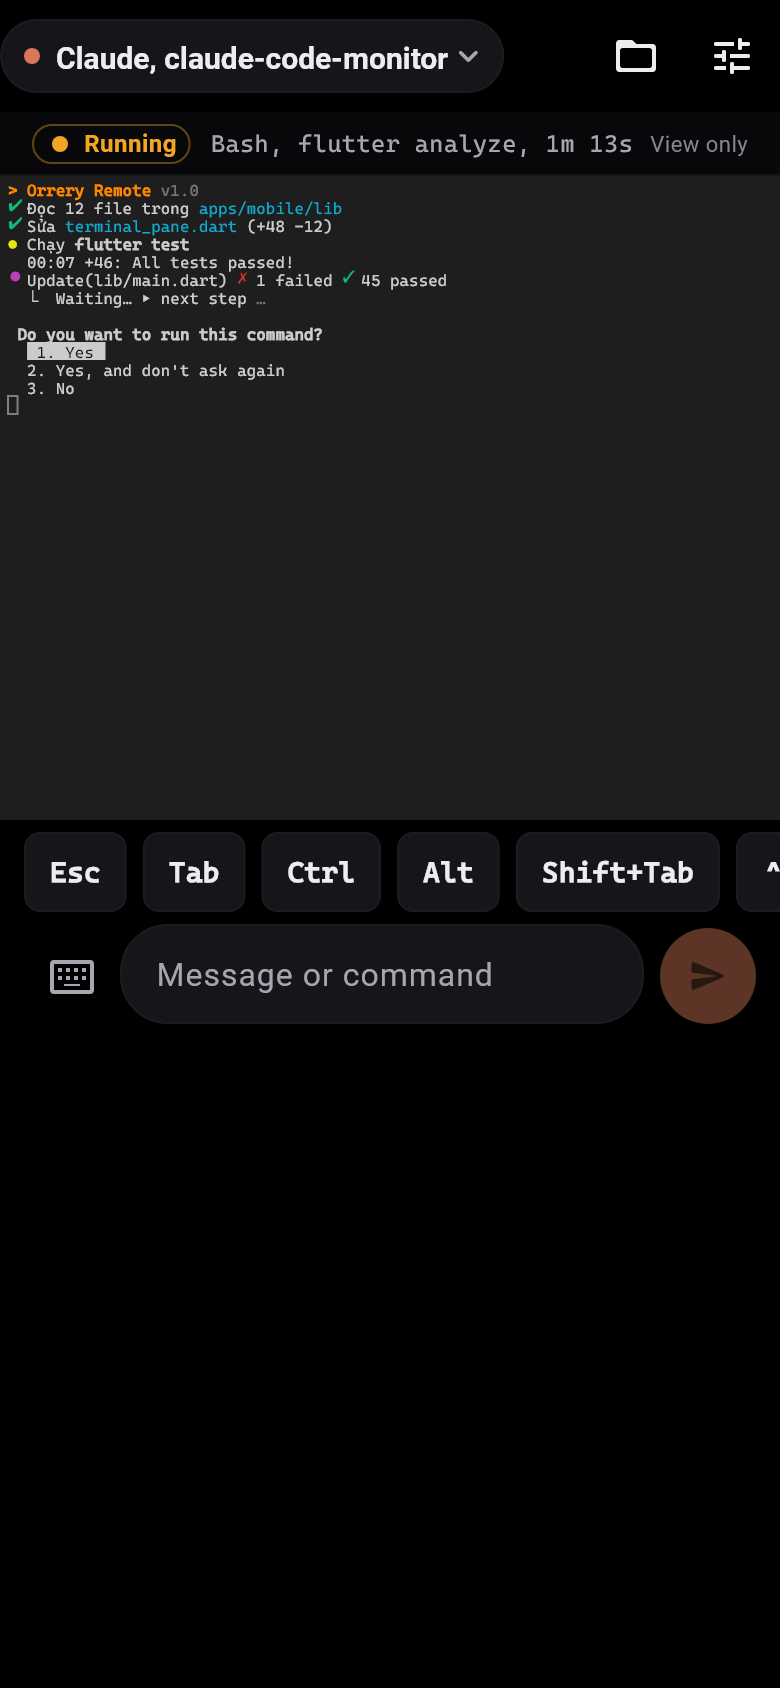 Claude, claude-code-monitor
Running Bash, flutter analyze, 1m 13s View only
> Orrery Remote v1.0
✔ Đọc 12 file trong apps/mobile/lib
✔ Sửa terminal_pane.dart (+48 -12)
● Chạy flutter test
00:07 +46: All tests passed!
● Update(lib/main.dart) ✗ 1 failed ✓ 45 passed
└ Waiting… ▸ next step …
Do you want to run this command?
1. Yes
2. Yes, and don't ask again
3. No
Esc Tab Ctrl Alt Shift+Tab ^
Message or command